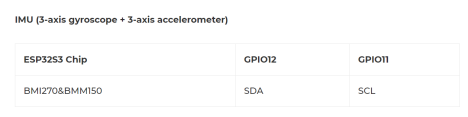 IMU (3-axis gyroscope + 3-axis accelerometer)
ESP32S3 Chip GPIO12 GPIO11
BMI270&BMM150 SDA SCL